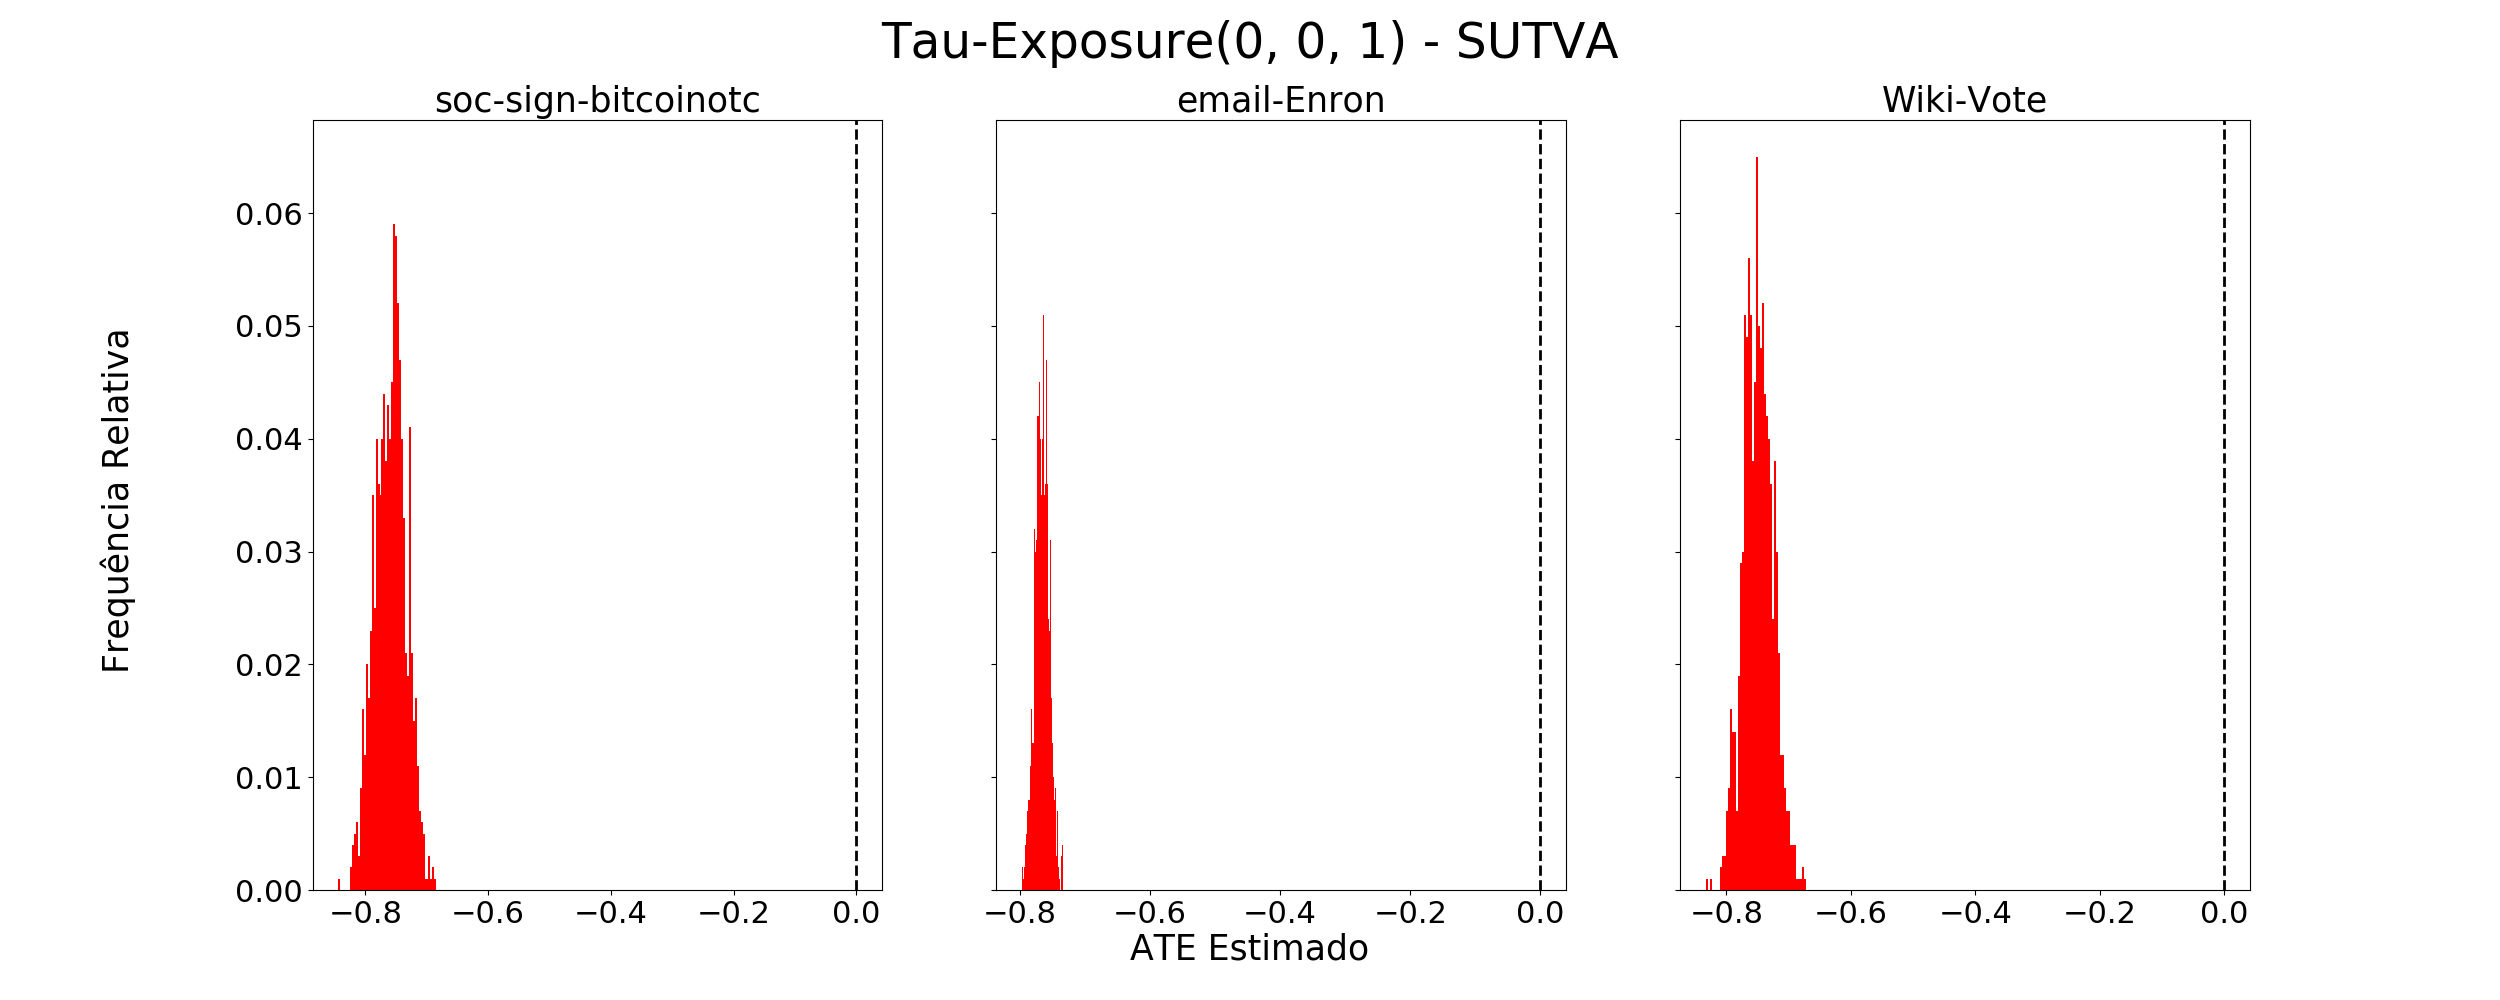 Tau-Exposure(0, 0, 1) - SUTVA
soc-sign-bitcoinotc
email-Enron
Wiki-Vote
Frequência Relativa
0.06
0.05
0.04
0.03
0.02
0.01
0.00
−0.8 −0.6 −0.4 −0.2 0.0
−0.8 −0.6 −0.4 −0.2 0.0
−0.8 −0.6 −0.4 −0.2 0.0
ATE Estimado